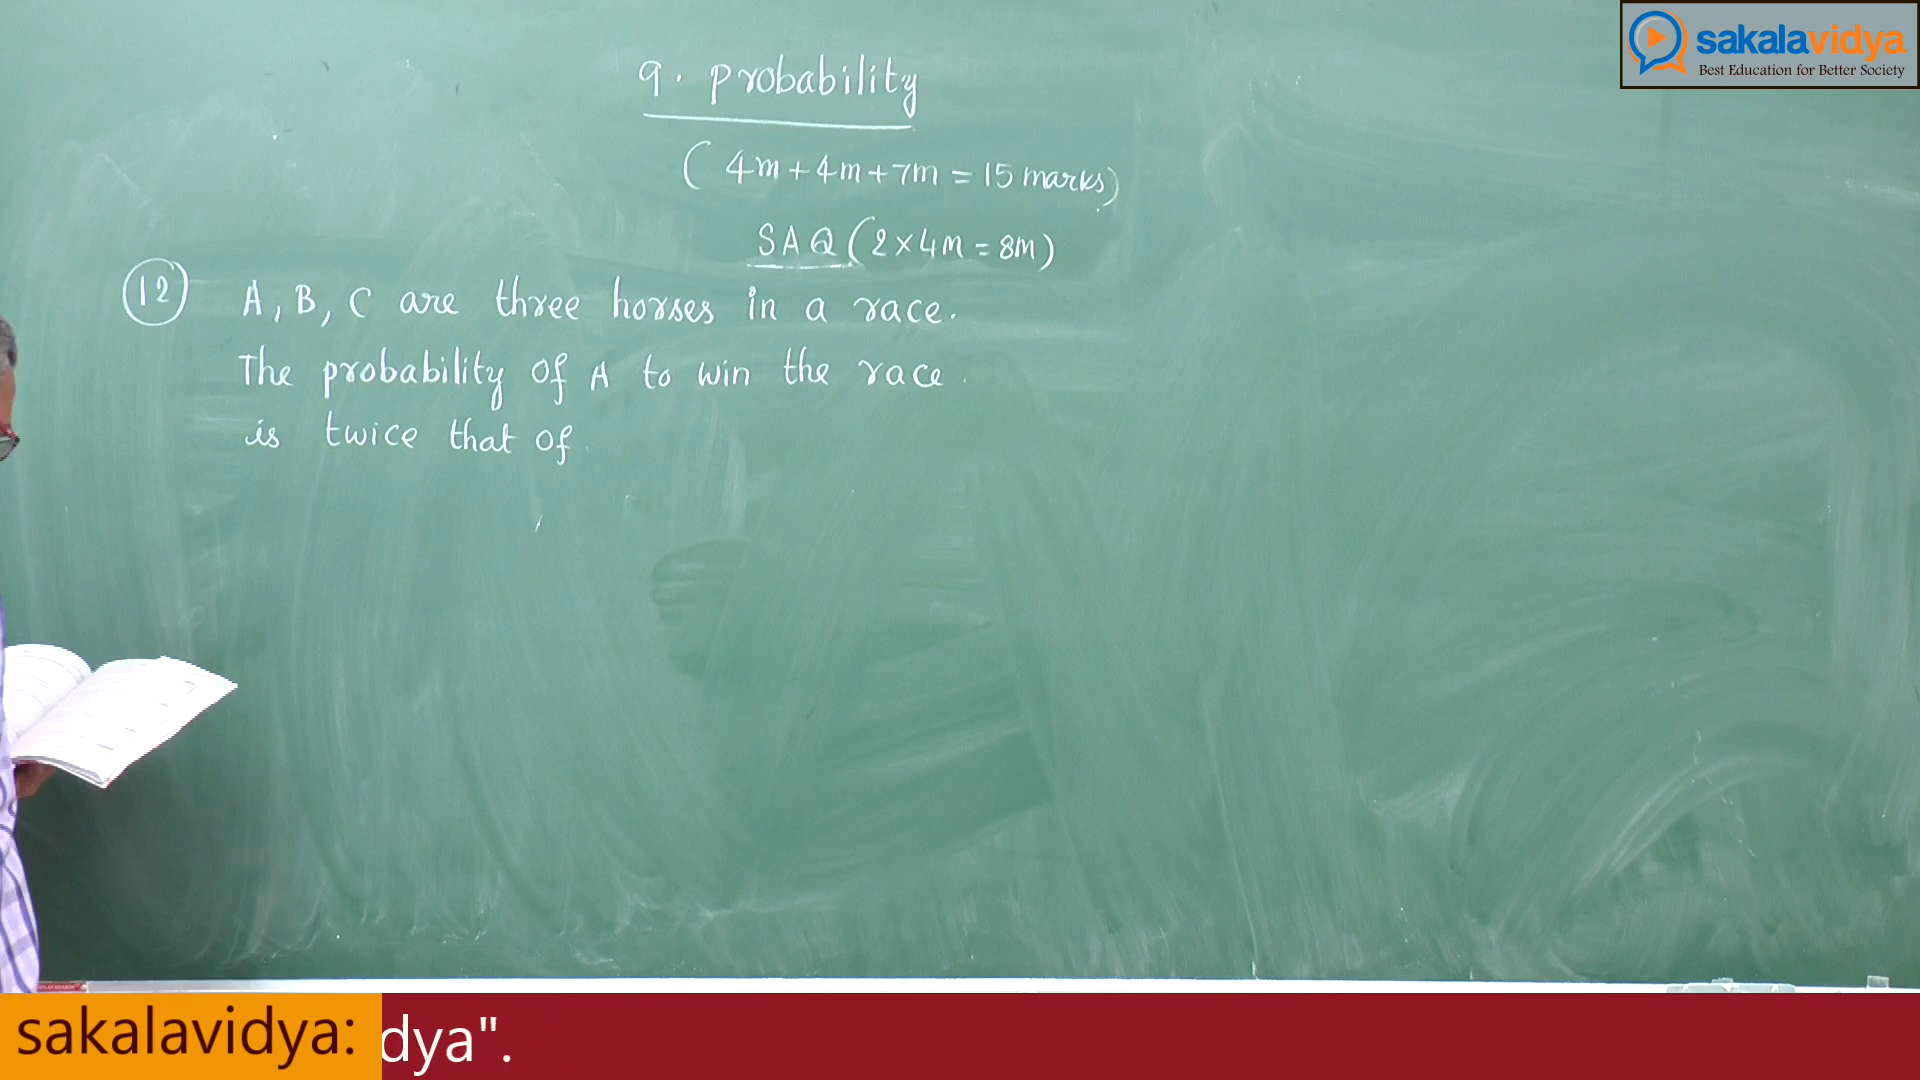 sakalavidya
Best Education for Better Society
9. probability
( 4m + 4m + 7m = 15 marks)
SAQ (2 x 4m = 8m)
12 A, B, C are three horses in a race.
The probability of A to win the race
is twice that of
sakalavidya: dya".